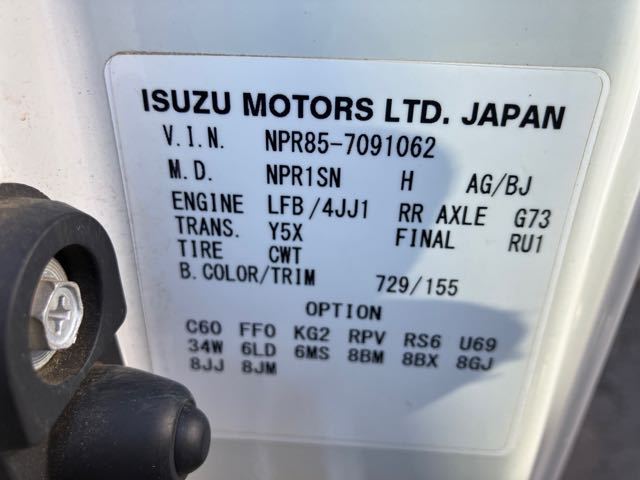 ISUZU MOTORS LTD. JAPAN
V.I.N. NPR85-7091062
M.D. NPR1SN H AG/BJ
ENGINE LFB/4JJ1 RR AXLE G73
TRANS. Y5X FINAL RU1
TIRE CWT
B.COLOR/TRIM 729/155
OPTION
C60 FF0 KG2 RPV RS6 U69
34W 6LD 6MS 8BM 8BX 8GJ
8JJ 8JM